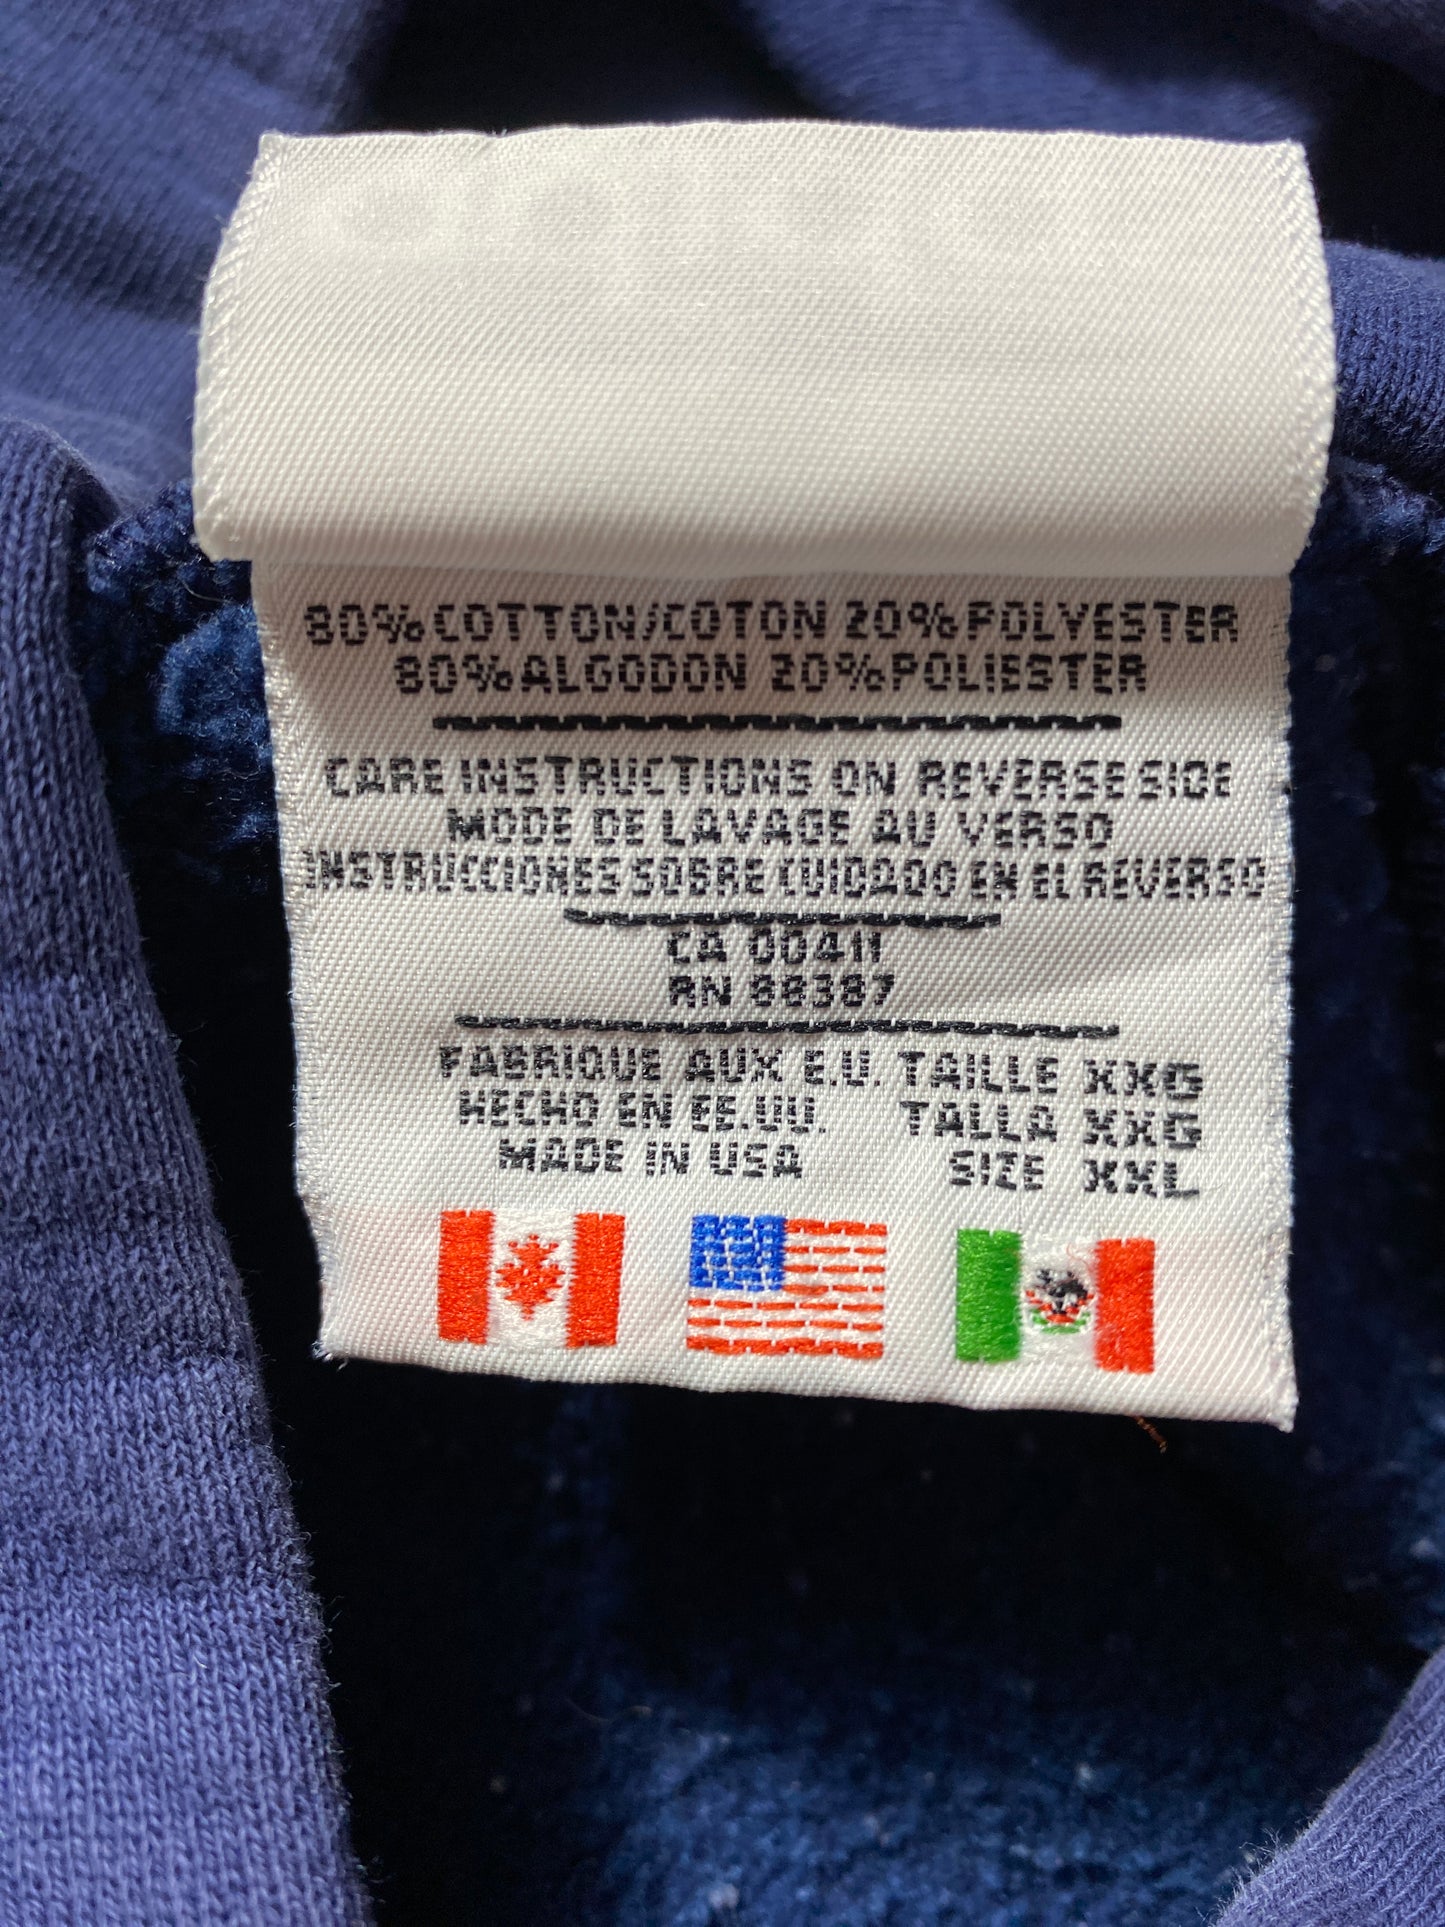 80% COTTON/COTON 20% POLYESTER
80% ALGODON 20% POLIESTER
CARE INSTRUCTIONS ON REVERSE SIDE
MODE DE LAVAGE AU VERSO
INSTRUCCIONES SOBRE CUIDADO EN EL REVERSO
CA 00411
RN 88387
FABRIQUE AUX E.U. TAILLE XXG
HECHO EN EE.UU. TALLA XXG
MADE IN USA SIZE XXL